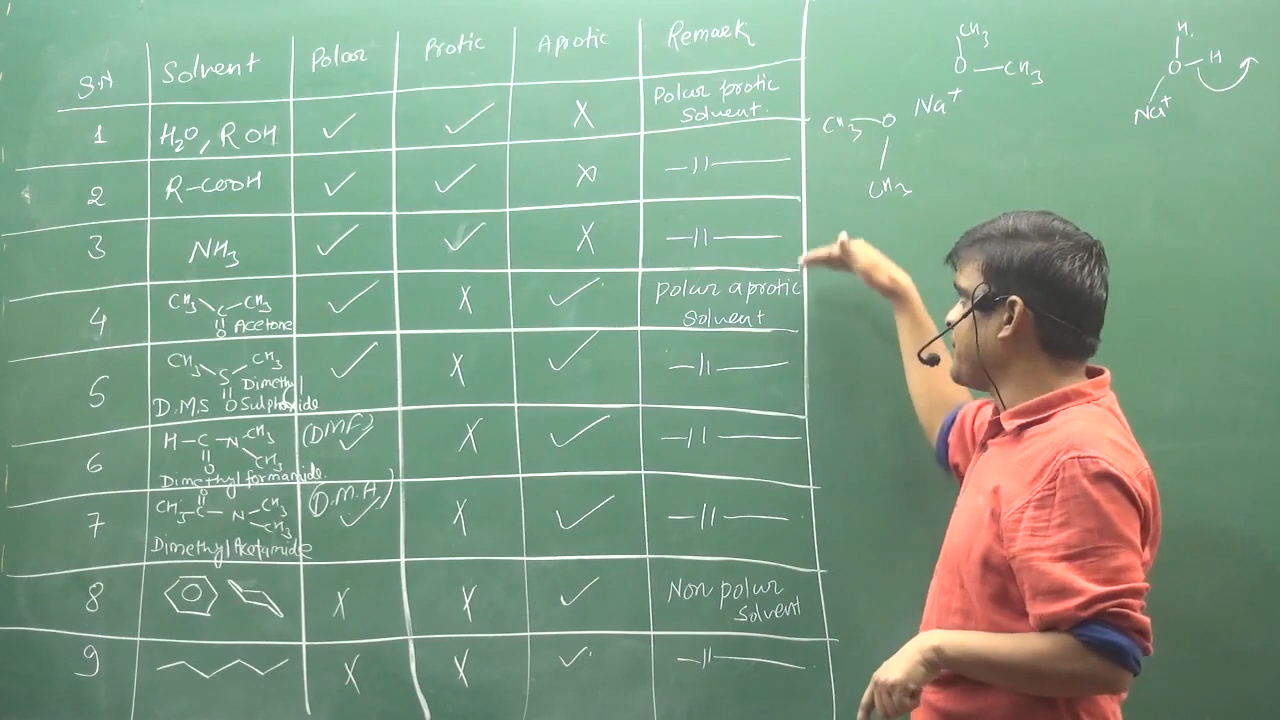 S.N Solvent Polar Protic Aprotic Remark
1 H₂O, R OH ✓ ✓ X Polar protic
Solvent.
2 R-COOH ✓ ✓ X —||—
3 NH₃ ✓ ✓ X —||—
4 CH₃ C CH₃ ✓ X ✓ Polar aprotic
O Acetone Solvent
5 CH₃ S CH₃ ✓ X ✓ —||—
Dimethyl
D.M.S O Sulphoxide
6 H-C-N CH₃ (DMF) ✓ X ✓ —||—
O CH₃
Dimethyl formamide.
O
7 CH₃-C-N CH₃ (D.M.A) ✓ X ✓ —||—
CH₃
Dimethyl Acetamide
8 X X ✓ Non polar
Solvent
9 X X ✓ —||—
CH₃
O-CH₃
Na⁺
CH₃-O
CH₃
H
O-H
Na⁺